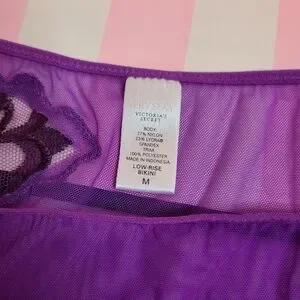 VICTORIA'S
SECRET
BODY:
77% NYLON
23% LYCRA®
SPANDEX
TRIM:
100% POLYESTER
MADE IN INDONESIA
LOW-RISE
BIKINI
M